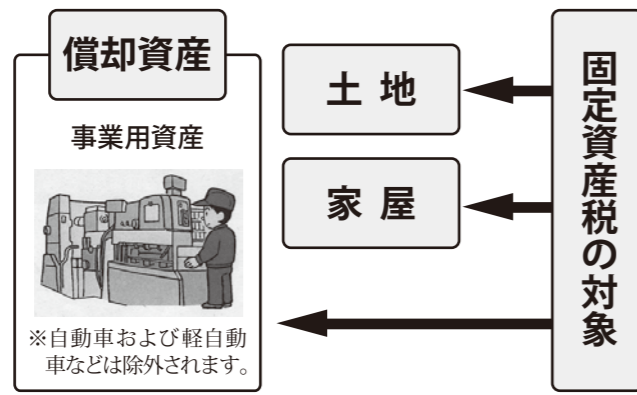 固定資産税の対象
土地
家屋
償却資産
事業用資産
※自動車および軽自動
車などは除外されます。